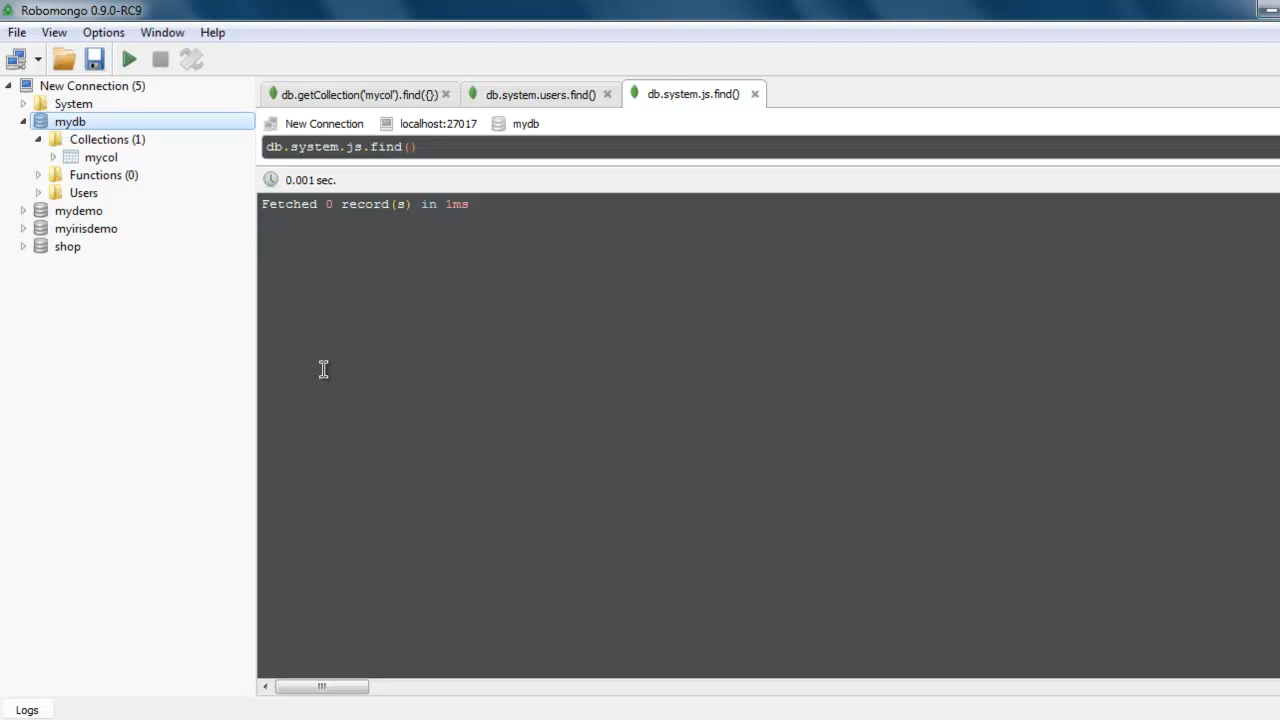 Robomongo 0.9.0-RC9
File View Options Window Help
New Connection (5)
System
mydb
Collections (1)
mycol
Functions (0)
Users
mydemo
myirisdemo
shop
db.getCollection('mycol').find({}) db.system.users.find() db.system.js.find()
New Connection localhost:27017 mydb
db.system.js.find()
0.001 sec.
Fetched 0 record(s) in 1ms
Logs